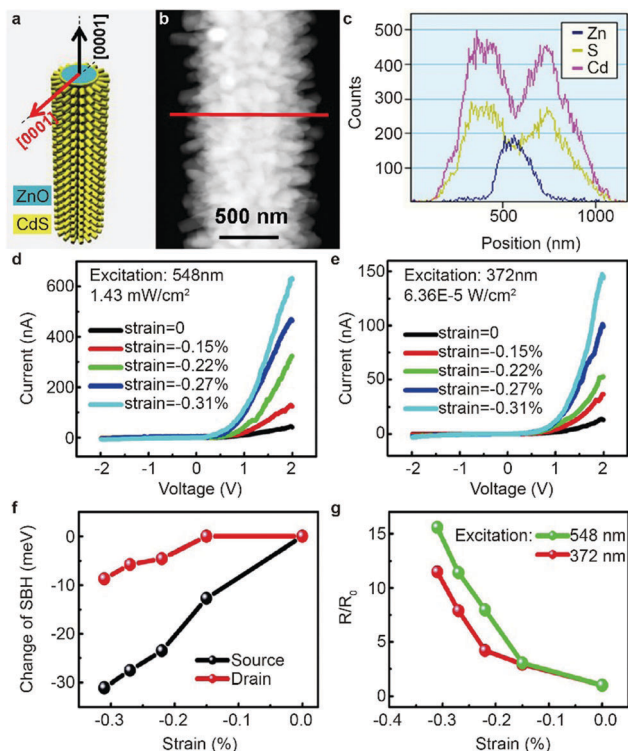 a
[0001]
[0001]
ZnO
CdS
b
500 nm
c
Counts
500
400
300
200
100
Zn
S
Cd
500
1000
Position (nm)
d
Current (nA)
600
300
0
Excitation: 548nm
1.43 mW/cm²
strain=0
strain=-0.15%
strain=-0.22%
strain=-0.27%
strain=-0.31%
-2 -1 0 1 2
Voltage (V)
e
Current (nA)
150
100
50
0
Excitation: 372nm
6.36E-5 W/cm²
strain=0
strain=-0.15%
strain=-0.22%
strain=-0.27%
strain=-0.31%
-2 -1 0 1 2
Voltage (V)
f
Change of SBH (meV)
0
-10
-20
-30
Source
Drain
-0.3 -0.2 -0.1 0.0
Strain (%)
g
R/R₀
15
10
5
0
Excitation:
548 nm
372 nm
-0.4 -0.3 -0.2 -0.1 0.0
Strain (%)